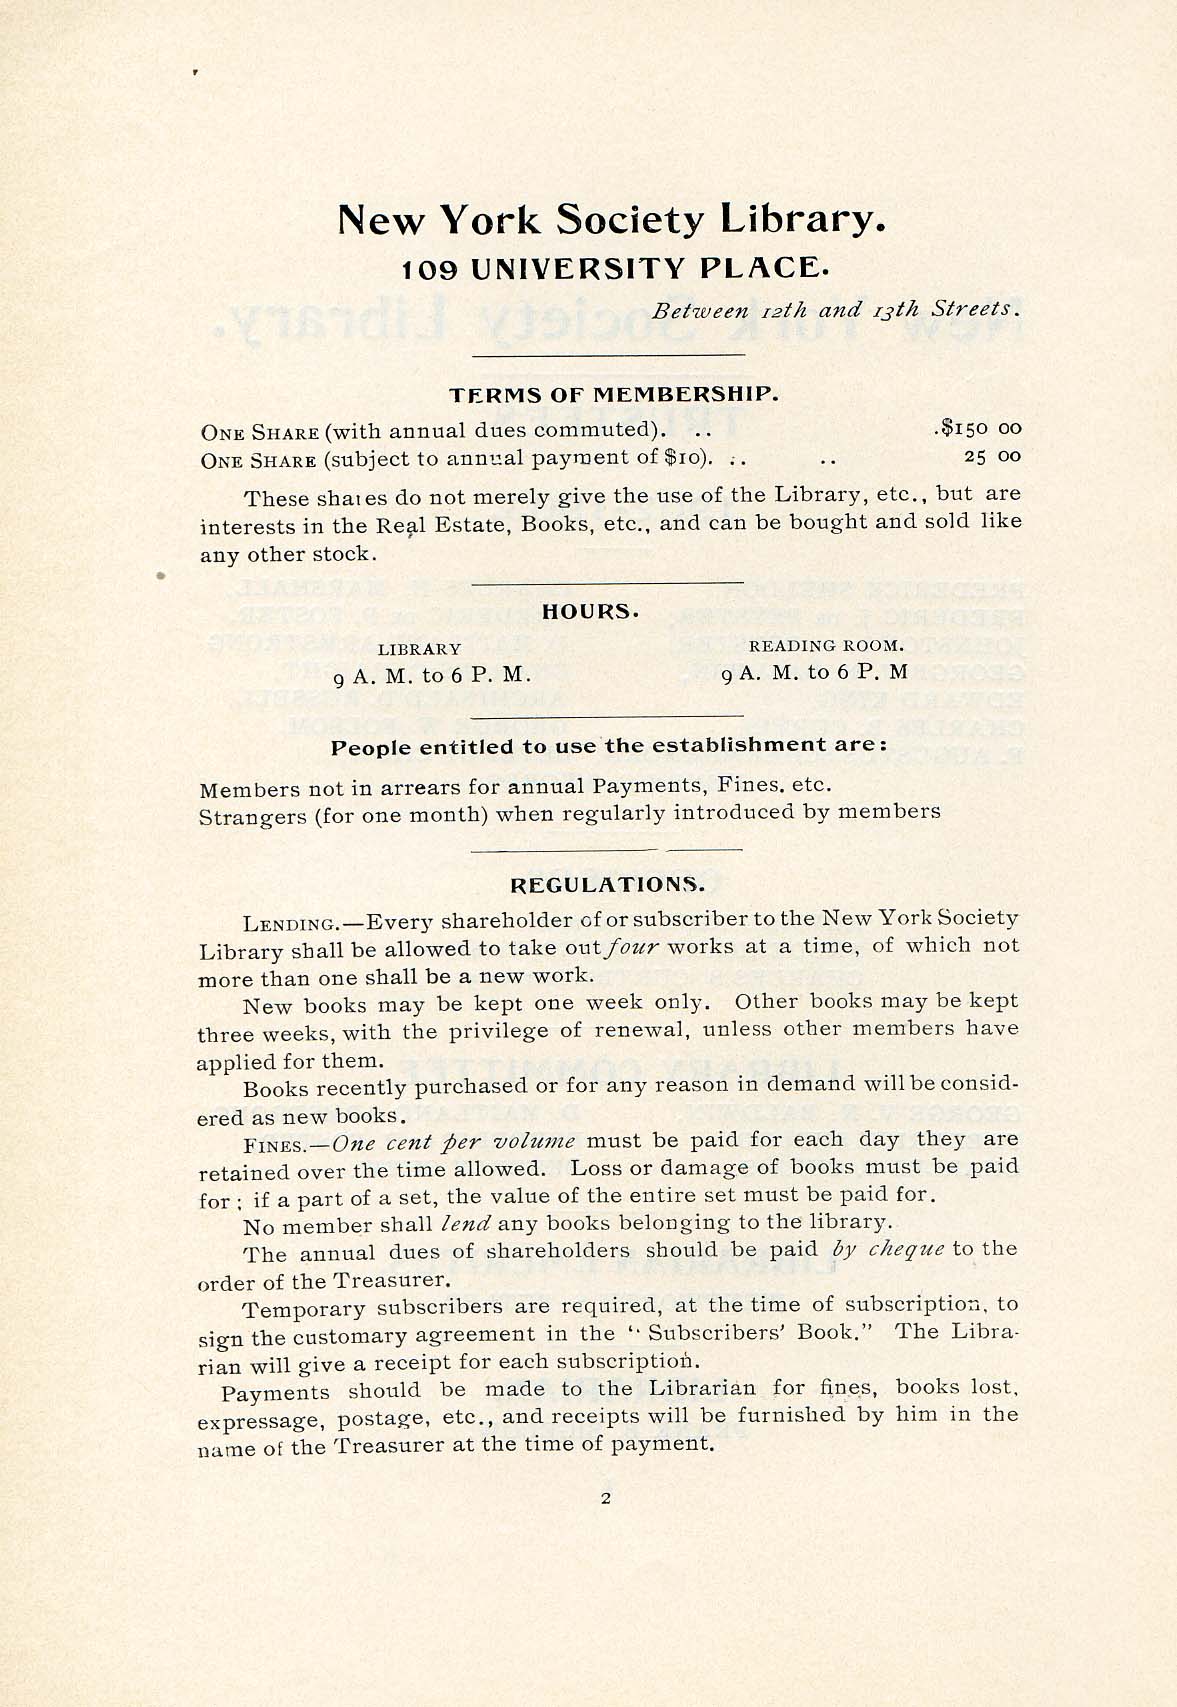 New York Society Library.
109 UNIVERSITY PLACE.
Between 12th and 13th Streets.
TERMS OF MEMBERSHIP.
ONE SHARE (with annual dues commuted). .. .$150 00
ONE SHARE (subject to annual payment of $10). .. .. 25 00
These shares do not merely give the use of the Library, etc., but are
interests in the Real Estate, Books, etc., and can be bought and sold like
any other stock.
HOURS.
LIBRARY READING ROOM.
9 A. M. to 6 P. M. 9 A. M. to 6 P. M
People entitled to use the establishment are:
Members not in arrears for annual Payments, Fines. etc.
Strangers (for one month) when regularly introduced by members
REGULATIONS.
LENDING.—Every shareholder of or subscriber to the New York Society
Library shall be allowed to take out four works at a time, of which not
more than one shall be a new work.
New books may be kept one week only. Other books may be kept
three weeks, with the privilege of renewal, unless other members have
applied for them.
Books recently purchased or for any reason in demand will be consid-
ered as new books.
FINES.—One cent per volume must be paid for each day they are
retained over the time allowed. Loss or damage of books must be paid
for ; if a part of a set, the value of the entire set must be paid for.
No member shall lend any books belonging to the library.
The annual dues of shareholders should be paid by cheque to the
order of the Treasurer.
Temporary subscribers are required, at the time of subscription, to
sign the customary agreement in the “ Subscribers’ Book.” The Libra-
rian will give a receipt for each subscription.
Payments should be made to the Librarian for fines, books lost,
expressage, postage, etc., and receipts will be furnished by him in the
name of the Treasurer at the time of payment.
2